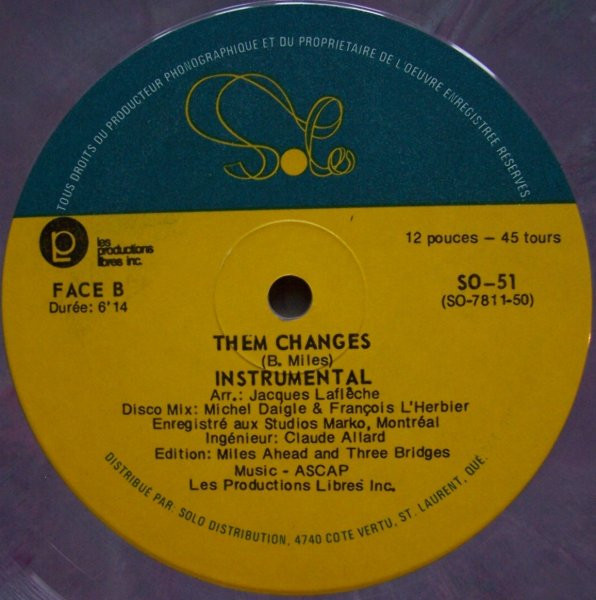 TOUS DROITS DU PRODUCTEUR PHONOGRAPHIQUE ET DU PROPRIETAIRE DE L'OEUVRE ENREGISTREE RÉSERVÉS
Solo
les
productions
libres inc.
12 pouces – 45 tours
FACE B
Durée: 6'14
SO–51
(SO-7811-50)
THEM CHANGES
(B. Miles)
INSTRUMENTAL
Arr.: Jacques Laflèche
Disco Mix: Michel Daigle & François L'Herbier
Enregistré aux Studios Marko, Montréal
Ingénieur: Claude Allard
Edition: Miles Ahead and Three Bridges
Music - ASCAP
Les Productions Libres Inc.
DISTRIBUÉ PAR: SOLO DISTRIBUTION, 4740 COTE VERTU, ST. LAURENT, QUÉ.